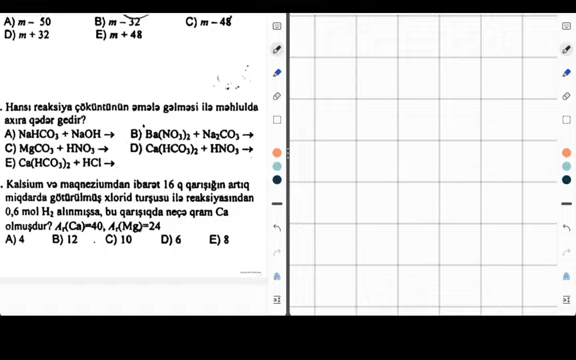 A) m – 50 B) m – 32 C) m – 48
D) m + 32 E) m + 48
. Hansı reaksiya çöküntünün əmələ gəlməsi ilə məhlulda
axıra qədər gedir?
A) NaHCO₃ + NaOH → B) Ba(NO₃)₂ + Na₂CO₃ →
C) MgCO₃ + HNO₃ → D) Ca(HCO₃)₂ + HNO₃ →
E) Ca(HCO₃)₂ + HCl →
. Kalsium və maqneziumdan ibarət 16 q qarışığın artıq
miqdarda götürülmüş xlorid turşusu ilə reaksiyasından
0,6 mol H₂ alınmışsa, bu qarışıqda neçə qram Ca
olmuşdur? Aᵣ(Ca)=40, Aᵣ(Mg)=24
A) 4 B) 12 C) 10 D) 6 E) 8